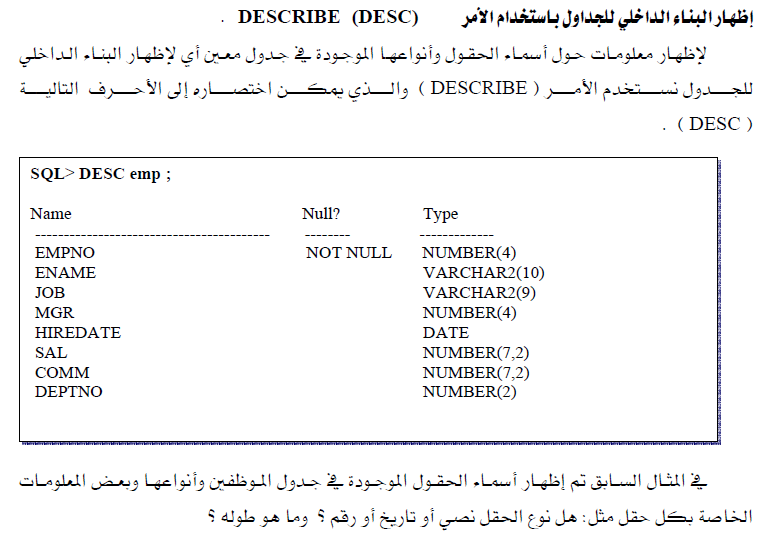 إظهار البناء الداخلي للجداول باستخدام الأمر DESCRIBE (DESC) .
لإظهار معلومات حول أسماء الحقول وأنواعها الموجودة في جدول معين أي لإظهار البناء الداخلي
للجدول نستخدم الأمر ( DESCRIBE ) والذي يمكن اختصاره إلى الأحرف التالية
( DESC ) .
SQL> DESC emp ;
Name Null? Type
---------------------------------------- -------- -------------
EMPNO NOT NULL NUMBER(4)
ENAME VARCHAR2(10)
JOB VARCHAR2(9)
MGR NUMBER(4)
HIREDATE DATE
SAL NUMBER(7,2)
COMM NUMBER(7,2)
DEPTNO NUMBER(2)
في المثال السابق تم إظهار أسماء الحقول الموجودة في جدول الموظفين وأنواعها وبعض المعلومات
الخاصة بكل حقل مثل: هل نوع الحقل نصي أو تاريخ أو رقم ؟ وما هو طوله ؟